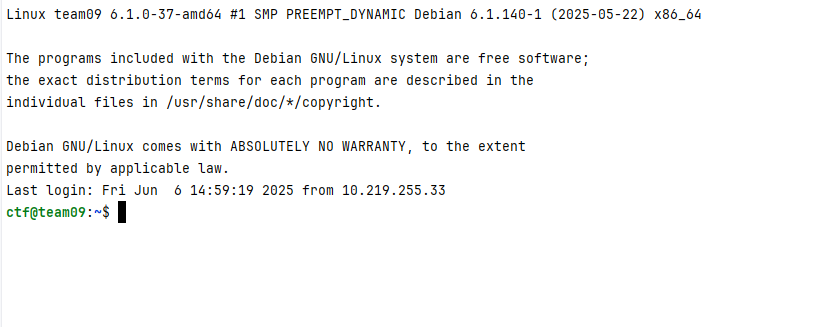 Linux team09 6.1.0-37-amd64 #1 SMP PREEMPT_DYNAMIC Debian 6.1.140-1 (2025-05-22) x86_64
The programs included with the Debian GNU/Linux system are free software;
the exact distribution terms for each program are described in the
individual files in /usr/share/doc/*/copyright.
Debian GNU/Linux comes with ABSOLUTELY NO WARRANTY, to the extent
permitted by applicable law.
Last login: Fri Jun  6 14:59:19 2025 from 10.219.255.33
ctf@team09:~$